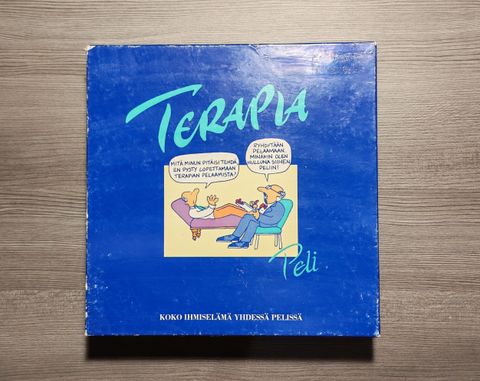 TERAPIA
MITÄ MINUN PITÄISI TEHDÄ,
EN PYSTY LOPETTAMAAN
TERAPIAN PELAAMISTA!
RYHDYTÄÄN
PELAAMAAN.
MINÄKIN OLEN
HULLUNA SIIHEN
PELIIN!
Peli
KOKO IHMISELÄMÄ YHDESSÄ PELISSÄ